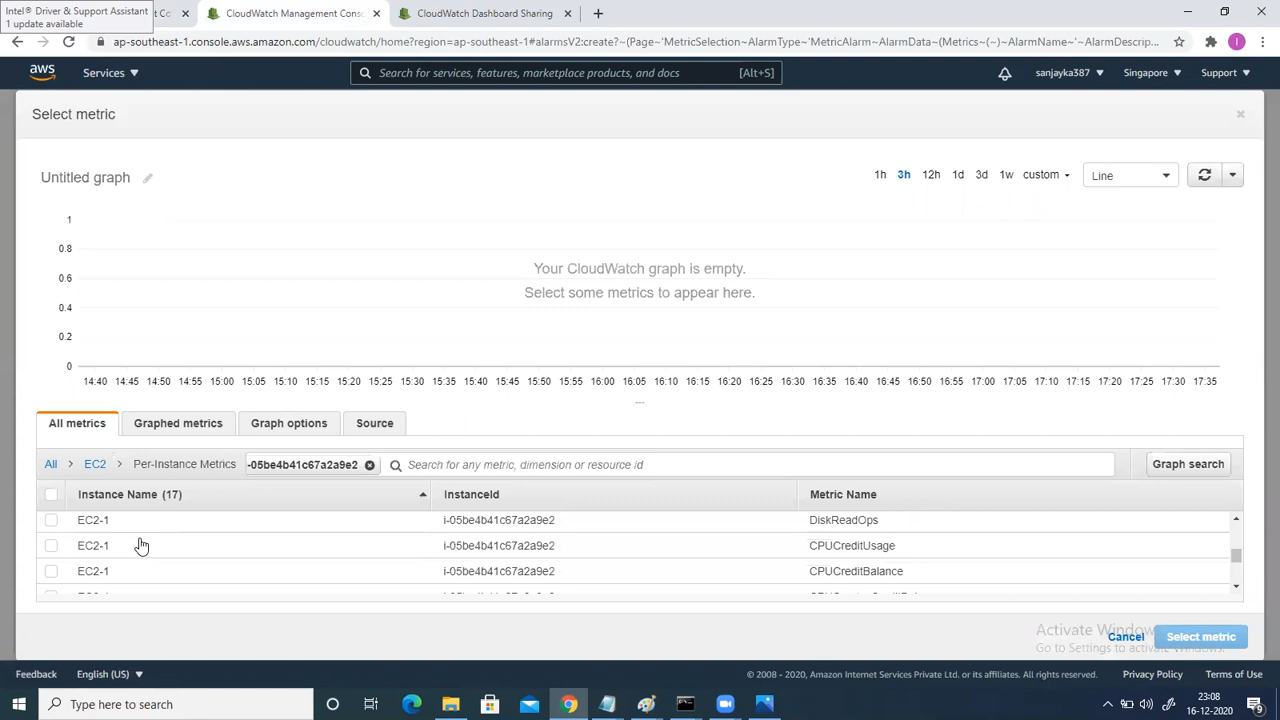 Intel® Driver & Support Assistant
1 update available
CloudWatch Management Conso
CloudWatch Dashboard Sharing
ap-southeast-1.console.aws.amazon.com/cloudwatch/home?region=ap-southeast-1#alarmsV2:create?~(Page~'MetricSelection~AlarmType~'MetricAlarm~AlarmData~(Metrics~(~)~AlarmName~'~AlarmDescrip...
aws
Services
Search for services, features, marketplace products, and docs
[Alt+S]
sanjayka387
Singapore
Support
Select metric
Untitled graph
1h 3h 12h 1d 3d 1w custom
Line
1
0.8
0.6
0.4
0.2
0
Your CloudWatch graph is empty.
Select some metrics to appear here.
14:40 14:45 14:50 14:55 15:00 15:05 15:10 15:15 15:20 15:25 15:30 15:35 15:40 15:45 15:50 15:55 16:00 16:05 16:10 16:15 16:20 16:25 16:30 16:35 16:40 16:45 16:50 16:55 17:00 17:05 17:10 17:15 17:20 17:25 17:30 17:35
All metrics
Graphed metrics
Graph options
Source
All > EC2 > Per-Instance Metrics
-05be4b41c67a2a9e2
Search for any metric, dimension or resource id
Graph search
Instance Name (17) InstanceId Metric Name
EC2-1 i-05be4b41c67a2a9e2 DiskReadOps
EC2-1 i-05be4b41c67a2a9e2 CPUCreditUsage
EC2-1 i-05be4b41c67a2a9e2 CPUCreditBalance
Activate Windows
Go to Settings to activate Windows.
Cancel
Select metric
Feedback
English (US)
© 2008 - 2020, Amazon Internet Services Private Ltd. or its affiliates. All rights reserved.
Privacy Policy
Terms of Use
Type here to search
23:08
16-12-2020